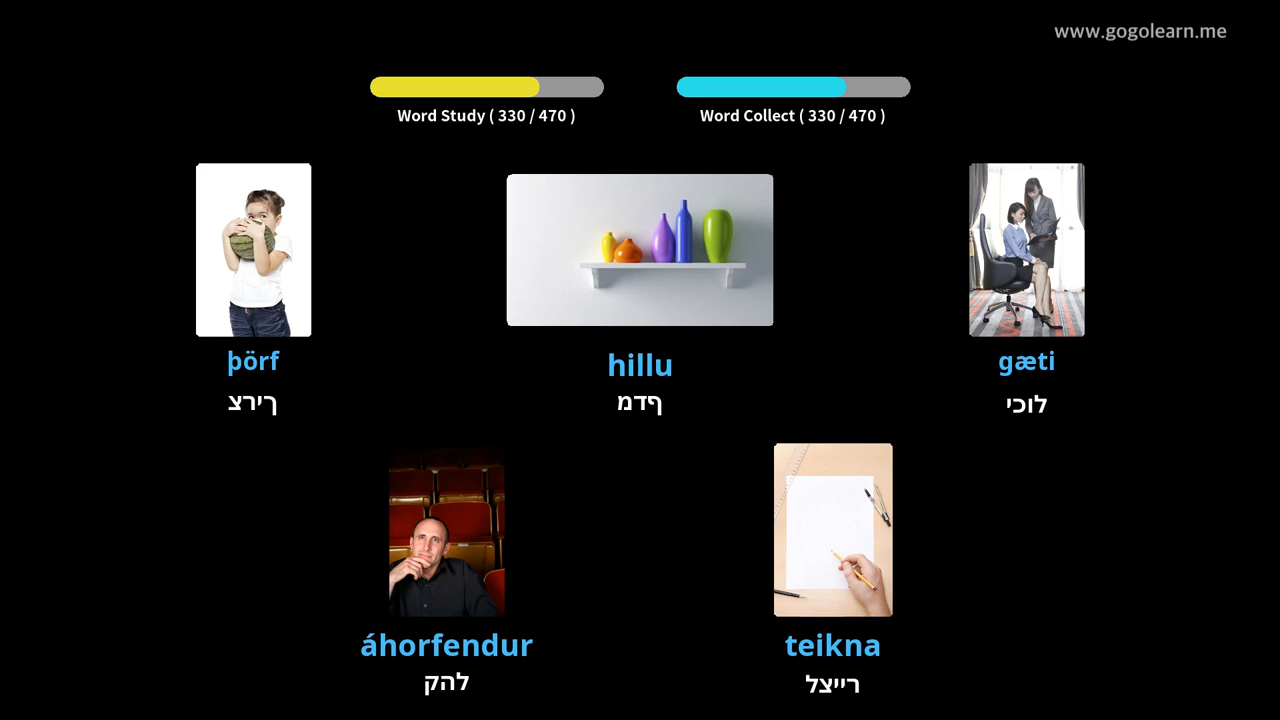 www.gogolearn.me
Word Study ( 330 / 470 )
Word Collect ( 330 / 470 )
þörf
ךירצ
hillu
ףדמ
gæti
לוכי
áhorfendur
להק
teikna
רייצל